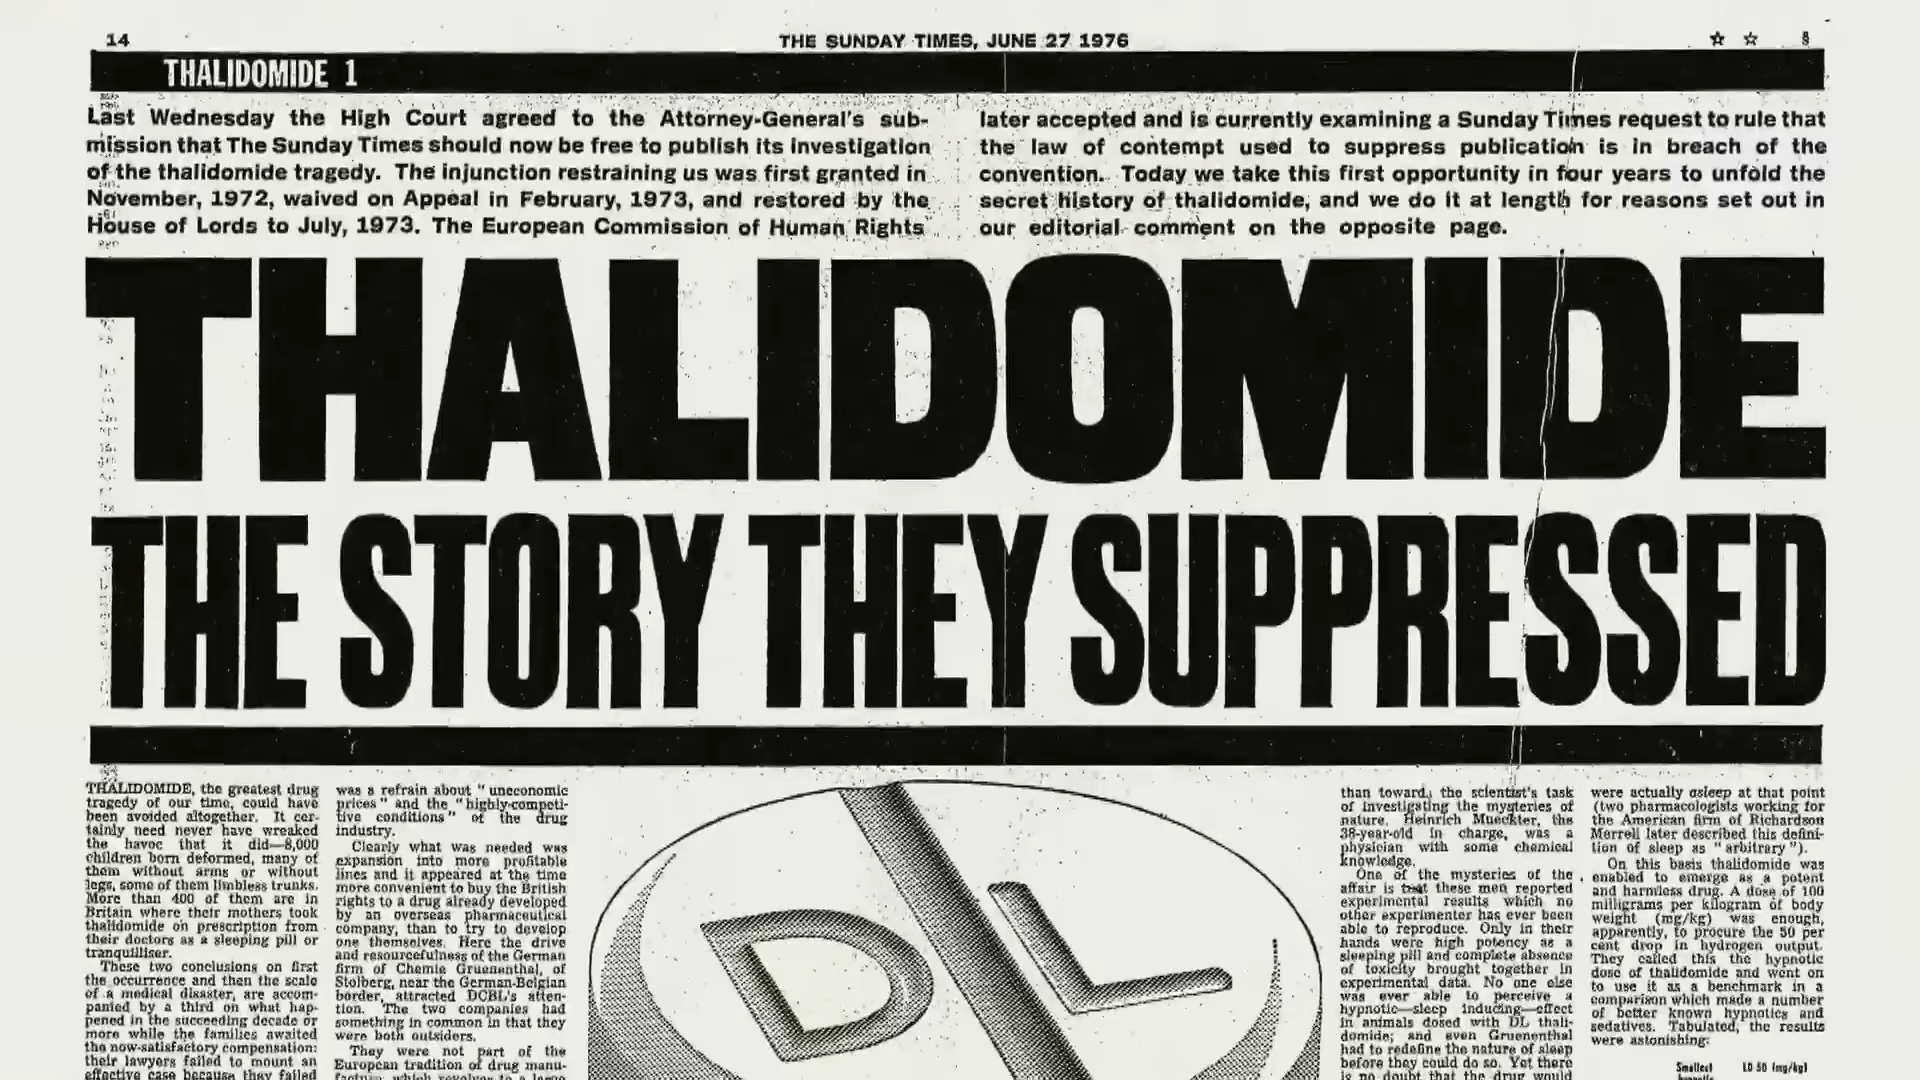 14
THE SUNDAY TIMES, JUNE 27 1976
☆ ☆ §
THALIDOMIDE 1
Last Wednesday the High Court agreed to the Attorney-General's sub-
mission that The Sunday Times should now be free to publish its investigation
of the thalidomide tragedy. The injunction restraining us was first granted in
November, 1972, waived on Appeal in February, 1973, and restored by the
House of Lords to July, 1973. The European Commission of Human Rights
later accepted and is currently examining a Sunday Times request to rule that
the law of contempt used to suppress publication is in breach of the
convention. Today we take this first opportunity in four years to unfold the
secret history of thalidomide, and we do it at length for reasons set out in
our editorial comment on the opposite page.
THALIDOMIDE
THE STORY THEY SUPPRESSED
THALIDOMIDE, the greatest drug
tragedy of our time, could have
been avoided altogether. It cer-
tainly need never have wreaked
the havoc that it did—8,000
children born deformed, many of
them without arms or without
legs, some of them limbless trunks.
More than 400 of them are in
Britain where their mothers took
thalidomide on prescription from
their doctors as a sleeping pill or
tranquilliser.
These two conclusions on first
the occurrence and then the scale
of a medical disaster, are accom-
panied by a third on what hap-
pened in the succeeding decade or
more while the families awaited
the now-satisfactory compensation:
their lawyers failed to mount an
effective case because they failed
was a refrain about "uneconomic
prices" and the "highly-competi-
tive conditions" of the drug
industry.
Clearly what was needed was
expansion into more profitable
lines and it appeared at the time
more convenient to buy the British
rights to a drug already developed
by an overseas pharmaceutical
company, than to try to develop
one themselves. Here the drive
and resourcefulness of the German
firm of Chemie Gruenenthal, of
Stolberg, near the German-Belgian
border, attracted DCBL's atten-
tion. The two companies had
something in common in that they
were both outsiders.
They were not part of the
European tradition of drug manu-
facture which revolves to a large
DL
than toward, the scientist's task
of investigating the mysteries of
nature. Heinrich Mueckter, the
38-year-old in charge, was a
physician with some chemical
knowledge.
One of the mysteries of the
affair is that these men reported
experimental results which no
other experimenter has ever been
able to reproduce. Only in their
hands were high potency as a
sleeping pill and complete absence
of toxicity brought together in
experimental data. No one else
was ever able to perceive a
hypnotic—sleep inducing—effect
in animals dosed with DL thali-
domide; and even Gruenenthal
had to redefine the nature of sleep
before they could do so. Yet there
is no doubt that the drug would
were actually asleep at that point
(two pharmacologists working for
the American firm of Richardson
Merrell later described this defini-
tion of sleep as "arbitrary").
On this basis thalidomide was
enabled to emerge as a potent
and harmless drug. A dose of 100
milligrams per kilogram of body
weight (mg/kg) was enough,
apparently, to procure the 50 per
cent drop in hydrogen output.
They called this the hypnotic
dose of thalidomide and went on
to use it as a benchmark in a
comparison which made a number
of better known hypnotics and
sedatives. Tabulated, the results
were astonishing:
Smallest LD 50 (mg/kg)